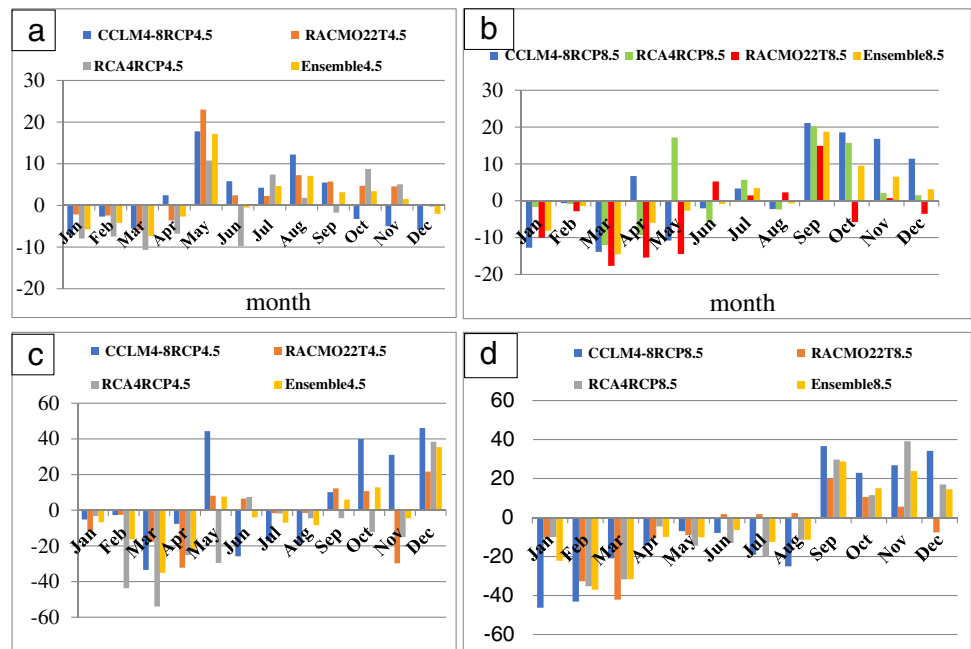 a
CCLM4-8RCP4.5 RACMO22T4.5
RCA4RCP4.5 Ensemble4.5
30
20
10
0
-10
-20
Jan Feb Mar Apr May Jun Jul Aug Sep Oct Nov Dec
month
b
CCLM4-8RCP8.5 RCA4RCP8.5 RACMO22T8.5 Ensemble8.5
30
20
10
0
-10
-20
Jan Feb Mar Apr May Jun Jul Aug Sep Oct Nov Dec
month
c
CCLM4-8RCP4.5 RACMO22T4.5
RCA4RCP4.5 Ensemble4.5
60
40
20
0
-20
-40
-60
Jan Feb Mar Apr May Jun Jul Aug Sep Oct Nov Dec
d
CCLM4-8RCP8.5 RACMO22T8.5
RCA4RCP8.5 Ensemble8.5
60
40
20
0
-20
-40
-60
Jan Feb Mar Apr May Jun Jul Aug Sep Oct Nov Dec